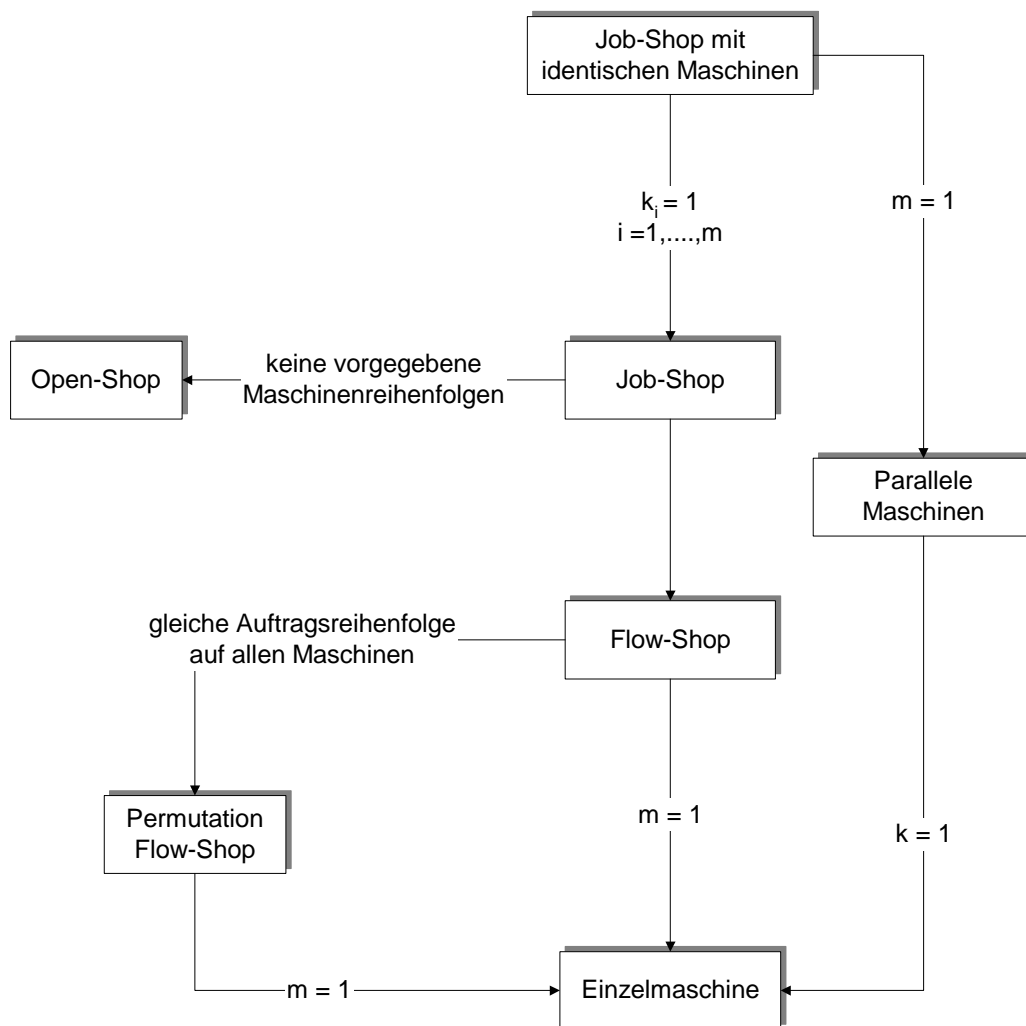 Job-Shop mit
identischen Maschinen
kᵢ = 1
i =1,....,m
m = 1
Open-Shop
keine vorgegebene
Maschinenreihenfolgen
Job-Shop
Parallele
Maschinen
gleiche Auftragsreihenfolge
auf allen Maschinen
Flow-Shop
Permutation
Flow-Shop
m = 1
k = 1
m = 1
Einzelmaschine